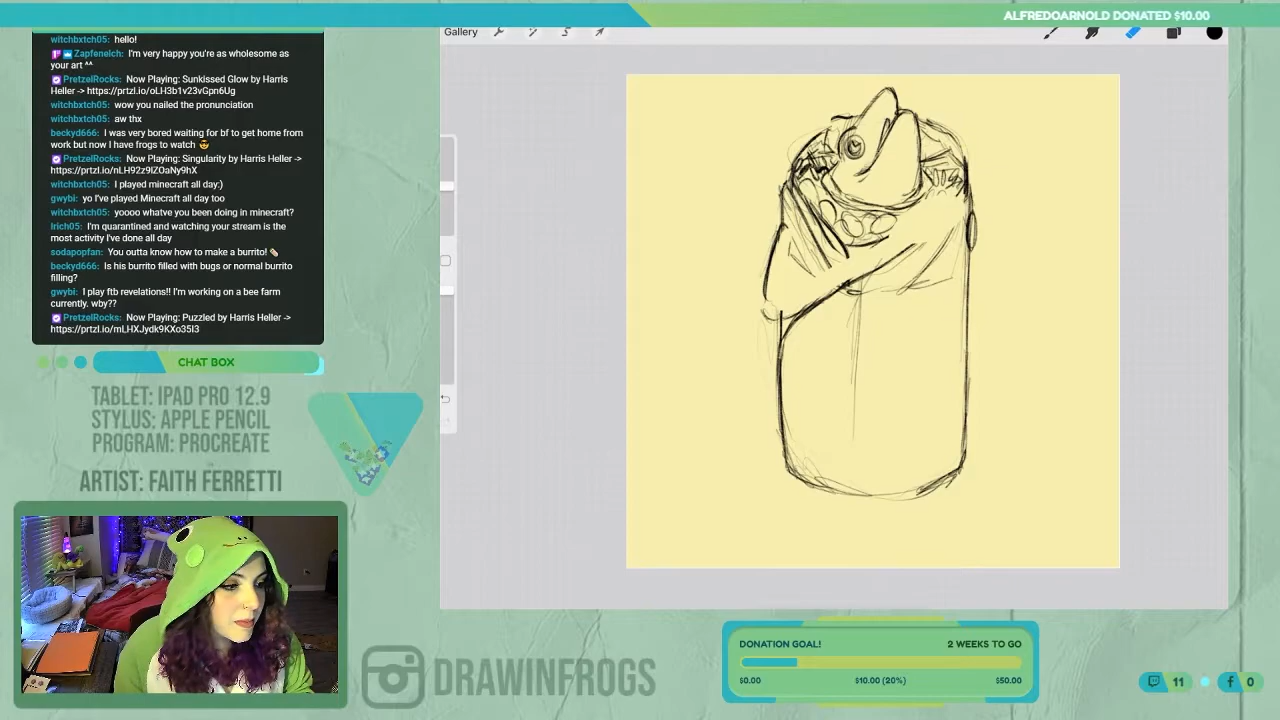 ALFREDOARNOLD DONATED $10.00
Gallery
witchbxtch05: hello!
Zapfenelch: I'm very happy you're as wholesome as
your art ^^
PretzelRocks: Now Playing: Sunkissed Glow by Harris
Heller -> https://prtzl.io/oLH3b1v23vGpn6Ug
witchbxtch05: wow you nailed the pronunciation
witchbxtch05: aw thx
beckyd666: I was very bored waiting for bf to get home from
work but now I have frogs to watch 😎
PretzelRocks: Now Playing: Singularity by Harris Heller ->
https://prtzl.io/nLH92z9lZOaNy9hX
witchbxtch05: I played minecraft all day:)
gwybi: yo I've played Minecraft all day too
witchbxtch05: yoooo whatve you been doing in minecraft?
lrich05: I'm quarantined and watching your stream is the
most activity I've done all day
sodapopfan: You outta know how to make a burrito! 🌯
beckyd666: Is his burrito filled with bugs or normal burrito
filling?
gwybi: I play ftb revelations!! I'm working on a bee farm
currently. wby??
PretzelRocks: Now Playing: Puzzled by Harris Heller ->
https://prtzl.io/mLHXJydk9KXo35l3
CHAT BOX
TABLET: IPAD PRO 12.9
STYLUS: APPLE PENCIL
PROGRAM: PROCREATE
ARTIST: FAITH FERRETTI
DRAWINFROGS
DONATION GOAL! 2 WEEKS TO GO
$0.00 $10.00 (20%) $50.00
11 0